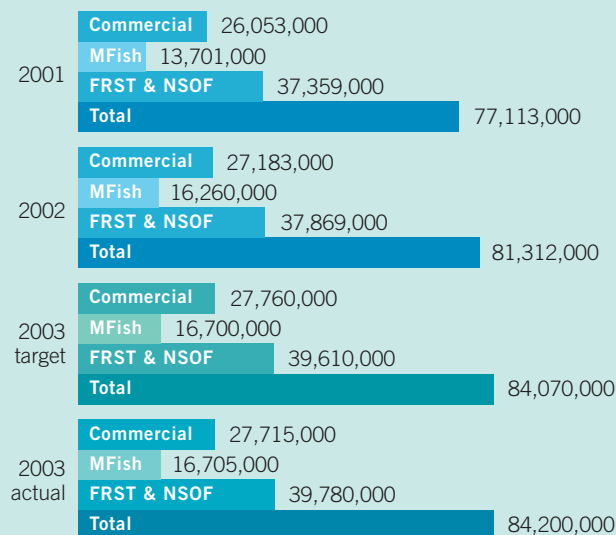 2001
Commercial 26,053,000
MFish 13,701,000
FRST & NSOF 37,359,000
Total 77,113,000
2002
Commercial 27,183,000
MFish 16,260,000
FRST & NSOF 37,869,000
Total 81,312,000
2003
target
Commercial 27,760,000
MFish 16,700,000
FRST & NSOF 39,610,000
Total 84,070,000
2003
actual
Commercial 27,715,000
MFish 16,705,000
FRST & NSOF 39,780,000
Total 84,200,000